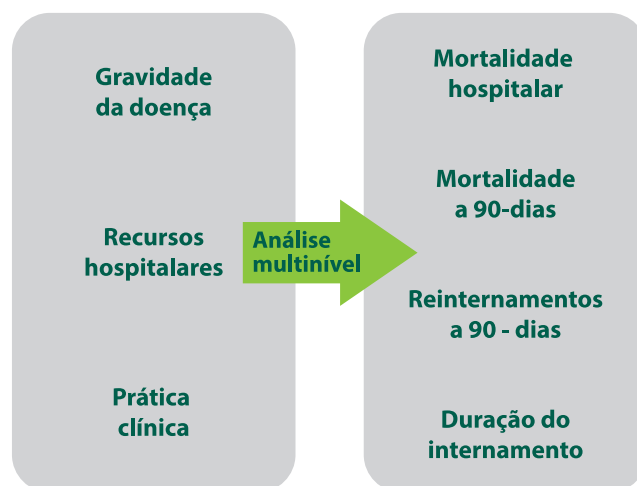 Gravidade
da doença
Recursos
hospitalares
Prática
clínica
Análise
multinível
Mortalidade
hospitalar
Mortalidade
a 90-dias
Reinternamentos
a 90 - dias
Duração do
internamento